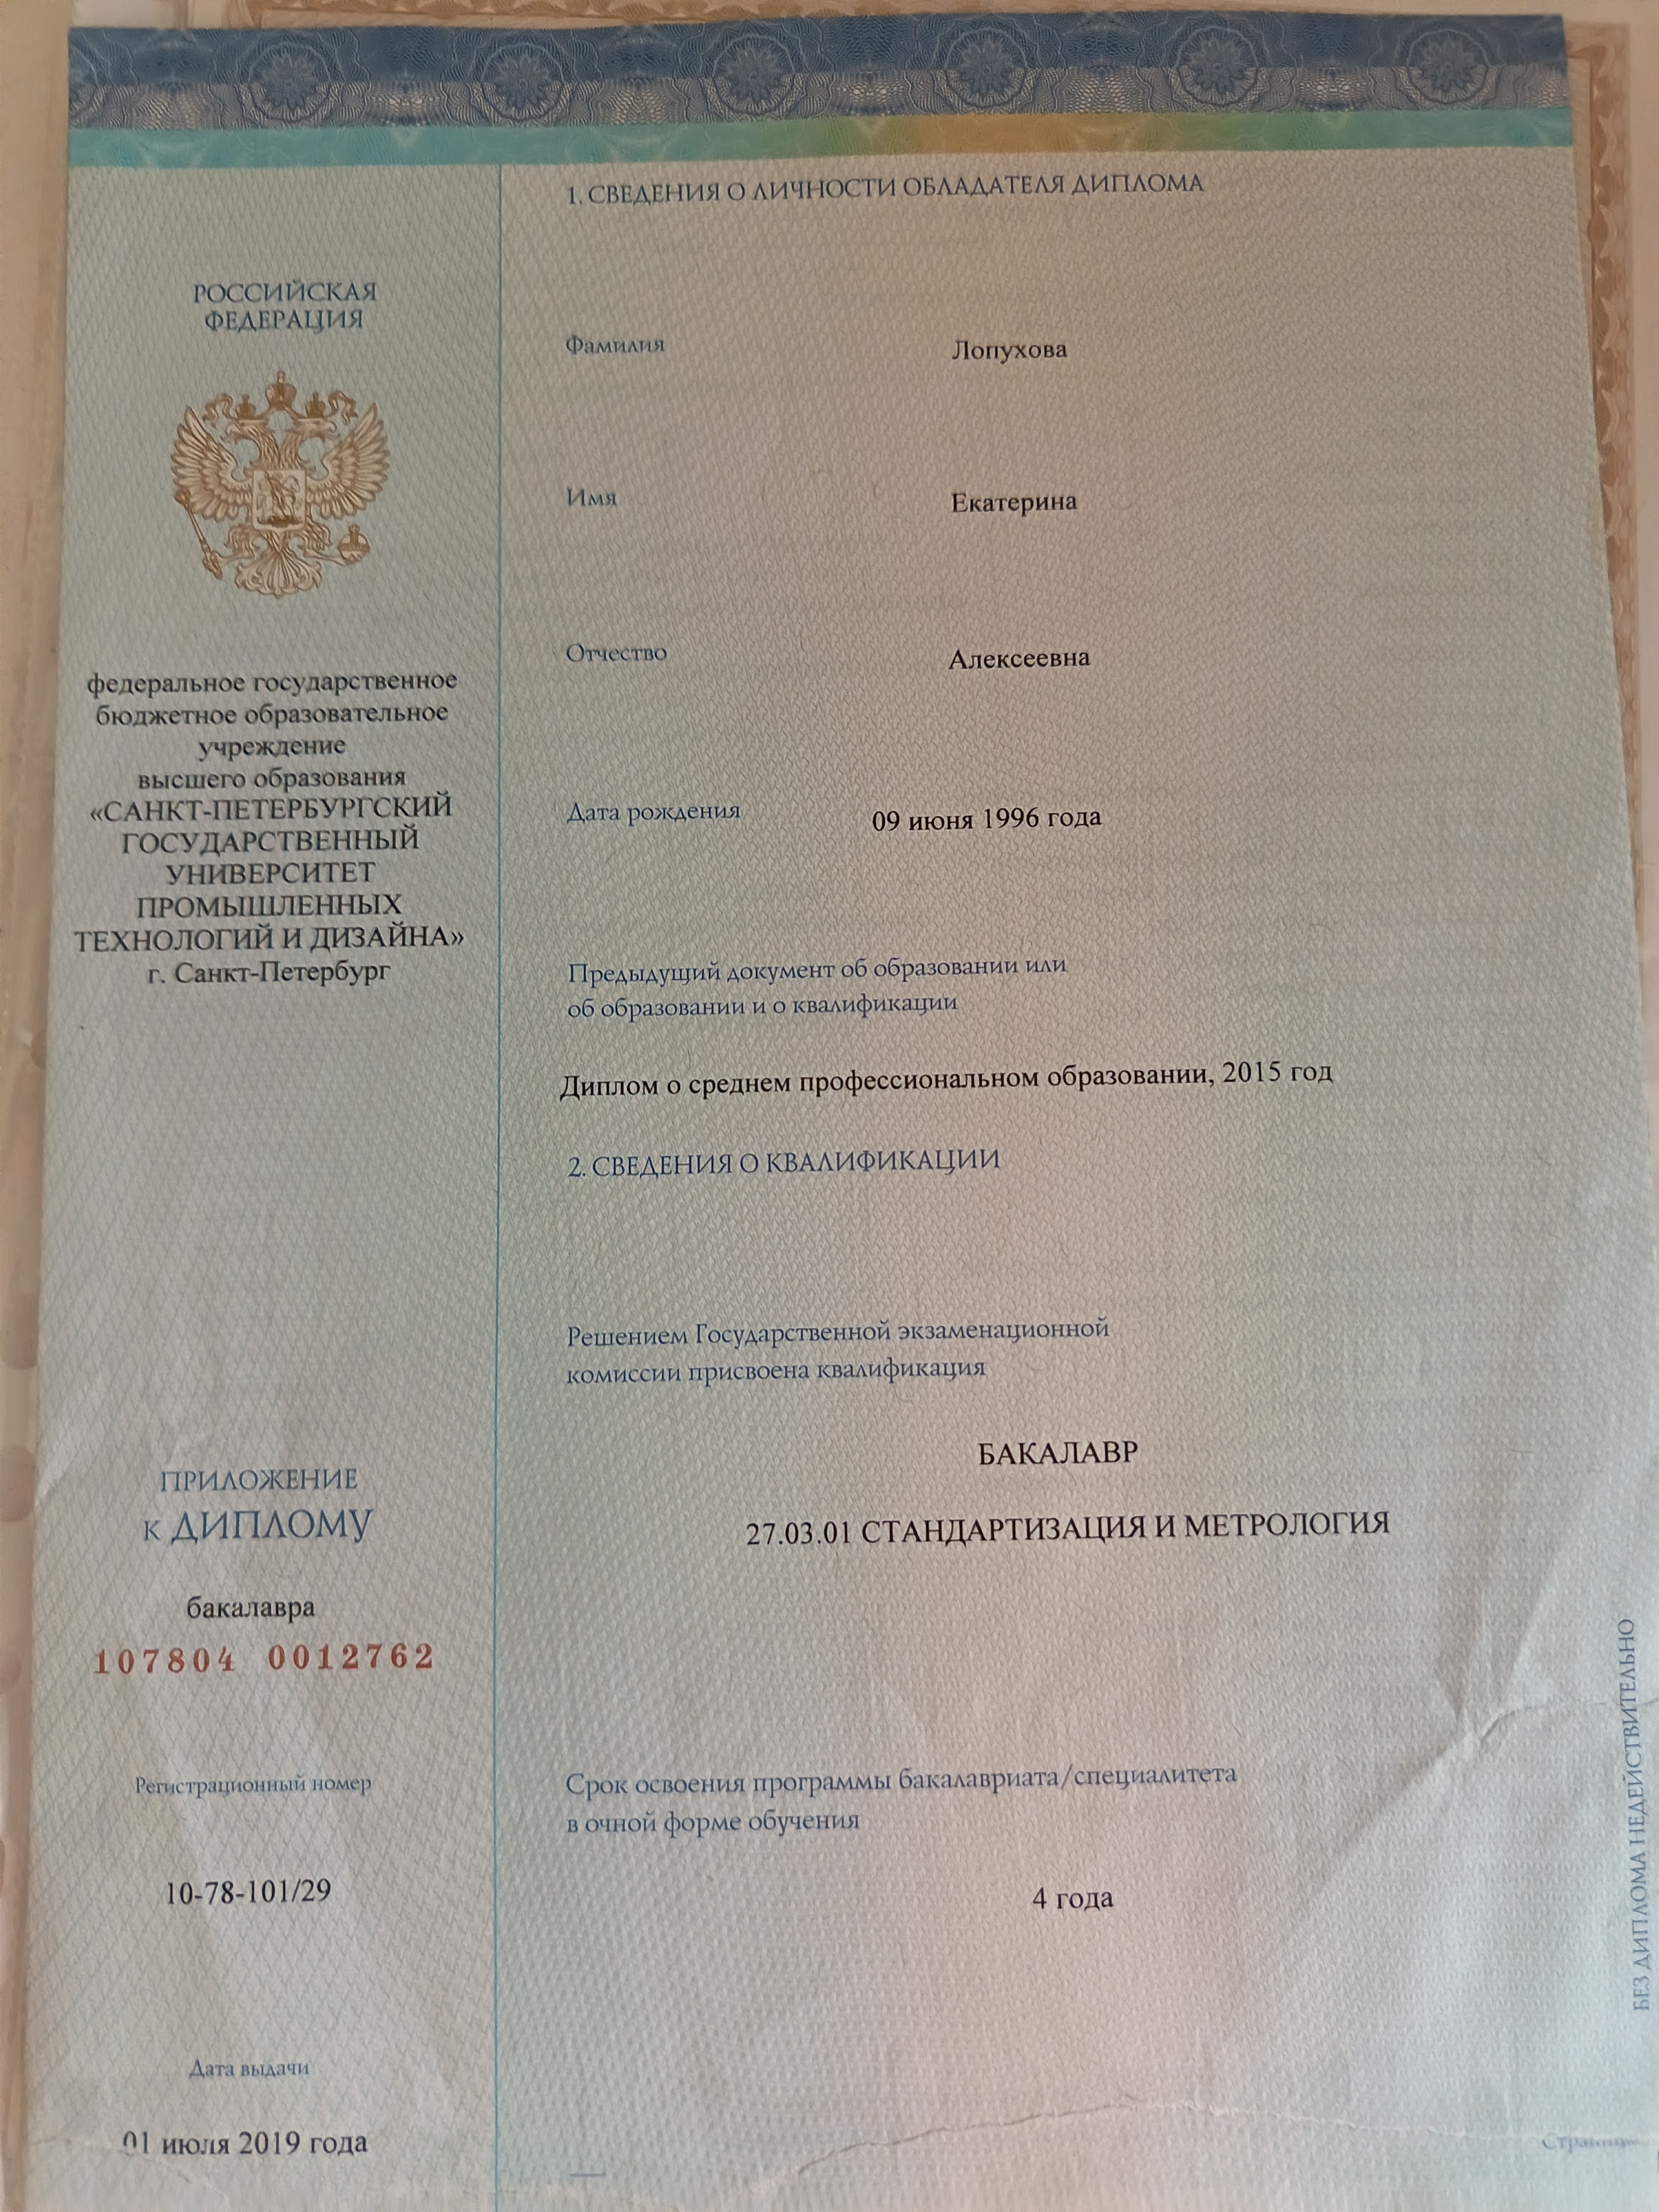 РОССИЙСКАЯ
ФЕДЕРАЦИЯ
федеральное государственное
бюджетное образовательное
учреждение
высшего образования
«САНКТ-ПЕТЕРБУРГСКИЙ
ГОСУДАРСТВЕННЫЙ
УНИВЕРСИТЕТ
ПРОМЫШЛЕННЫХ
ТЕХНОЛОГИЙ И ДИЗАЙНА»
г. Санкт-Петербург
ПРИЛОЖЕНИЕ
к ДИПЛОМУ
бакалавра
107804 0012762
Регистрационный номер
10-78-101/29
Дата выдачи
01 июля 2019 года
1. СВЕДЕНИЯ О ЛИЧНОСТИ ОБЛАДАТЕЛЯ ДИПЛОМА
Фамилия Лопухова
Имя Екатерина
Отчество Алексеевна
Дата рождения 09 июня 1996 года
Предыдущий документ об образовании или
об образовании и о квалификации
Диплом о среднем профессиональном образовании, 2015 год
2. СВЕДЕНИЯ О КВАЛИФИКАЦИИ
Решением Государственной экзаменационной
комиссии присвоена квалификация
БАКАЛАВР
27.03.01 СТАНДАРТИЗАЦИЯ И МЕТРОЛОГИЯ
Срок освоения программы бакалавриата/специалитета
в очной форме обучения
4 года
БЕЗ ДИПЛОМА НЕДЕЙСТВИТЕЛЬНО